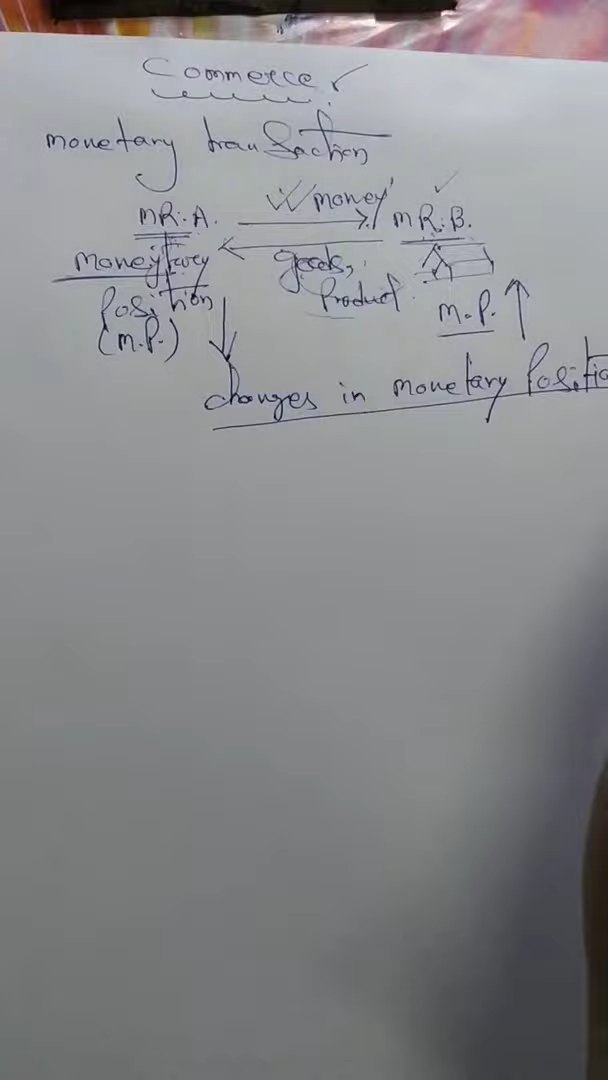 Commerce
monetary transaction
MR. A. money MR. B.
moneytary goods,
Position Product M.P.
(M.P.)
changes in monetary Positio